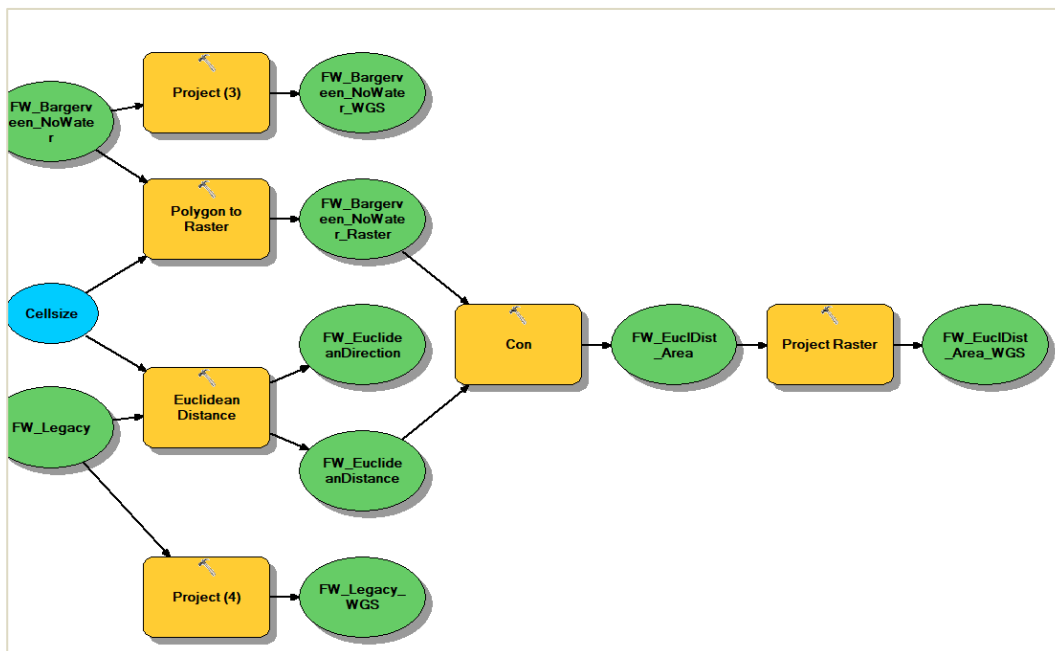 FW_Bargerv
een_NoWate
r
Project (3)
FW_Bargerv
een_NoWate
r_WGS
Polygon to
Raster
FW_Bargerv
een_NoWate
r_Raster
Cellsize
FW_Euclide
anDirection
Con
FW_EuclDist
_Area
Project Raster
FW_EuclDist
_Area_WGS
FW_Legacy
Euclidean
Distance
FW_Euclide
anDistance
Project (4)
FW_Legacy_
WGS